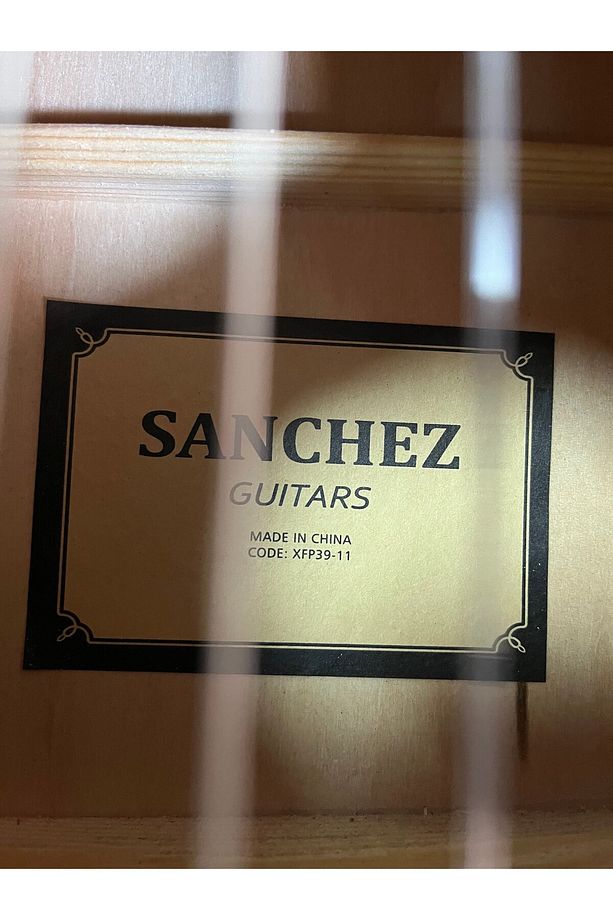 SANCHEZ
GUITARS
MADE IN CHINA
CODE: XFP39-11